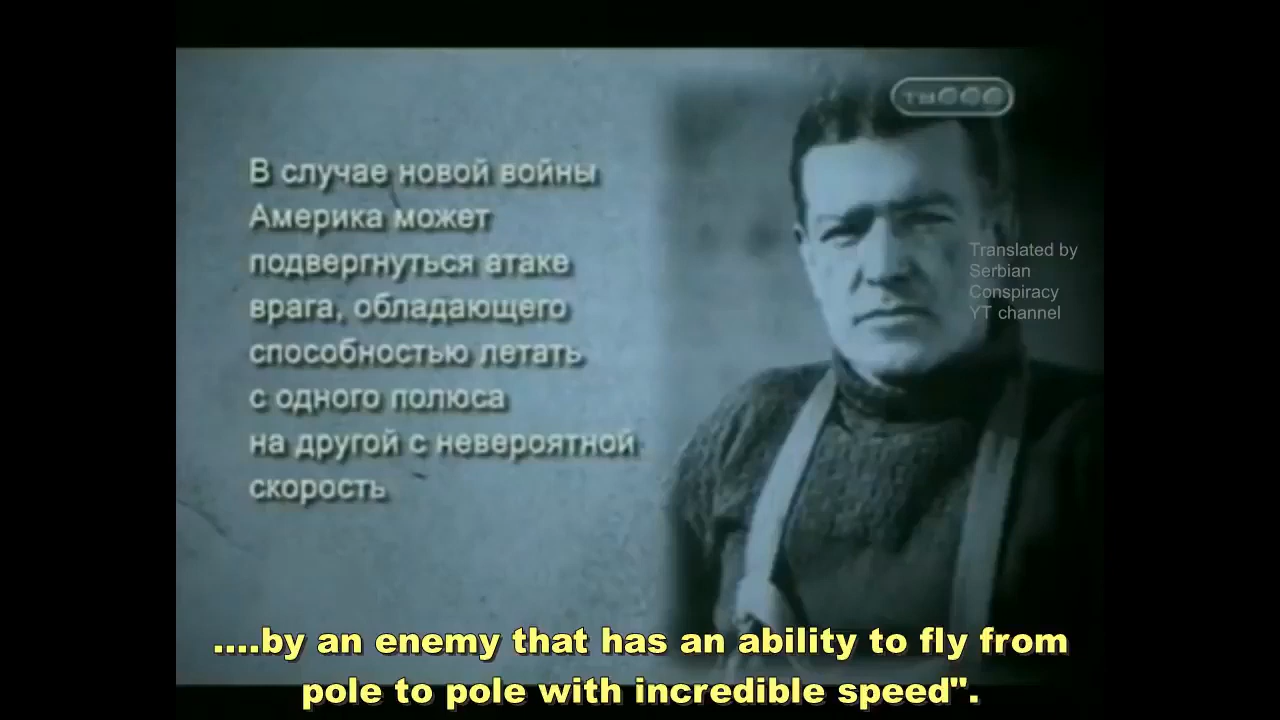 В случае новой войны
Америка может
подвергнуться атаке
врага, обладающего
способностью летать
с одного полюса
на другой с невероятной
скорость
Translated by
Serbian
Conspiracy
YT channel
....by an enemy that has an ability to fly from
pole to pole with incredible speed".